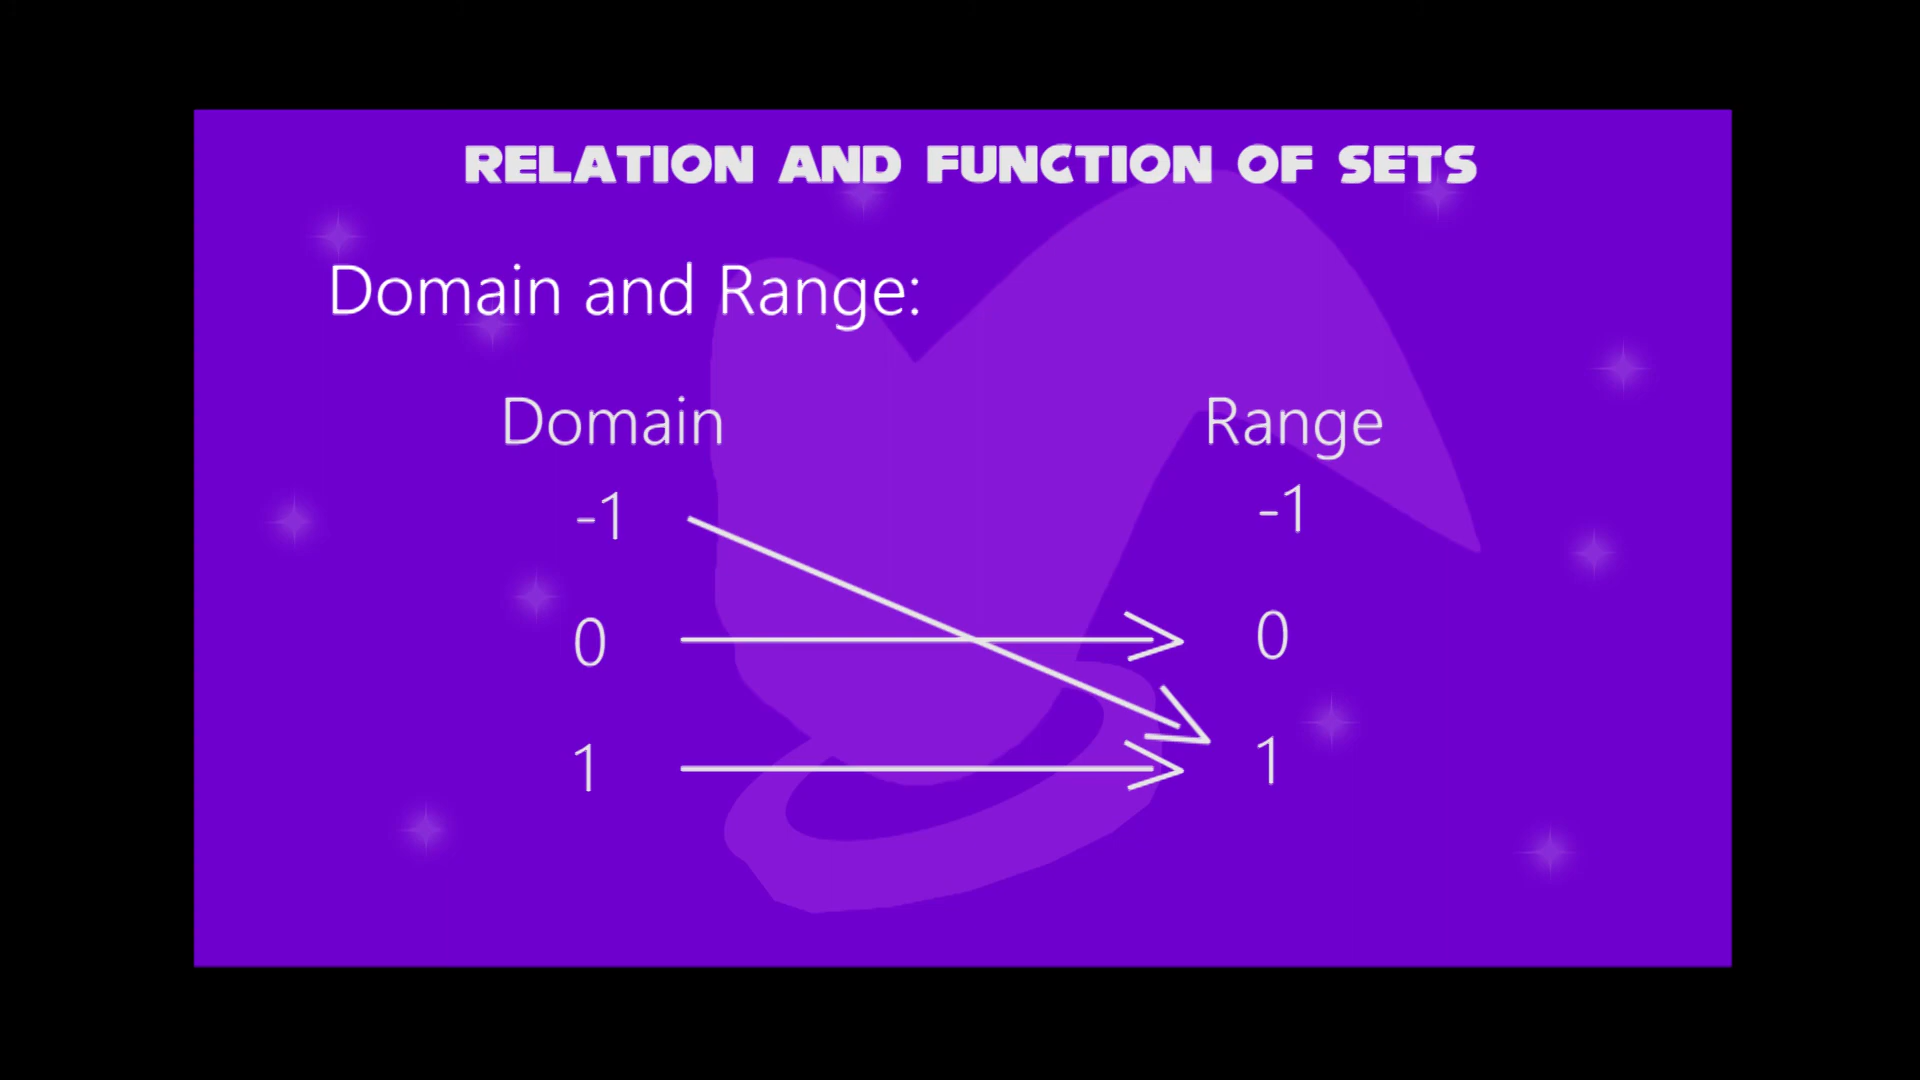 RELATION AND FUNCTION OF SETS
Domain and Range:
Domain Range
-1 -1
0 0
1 1